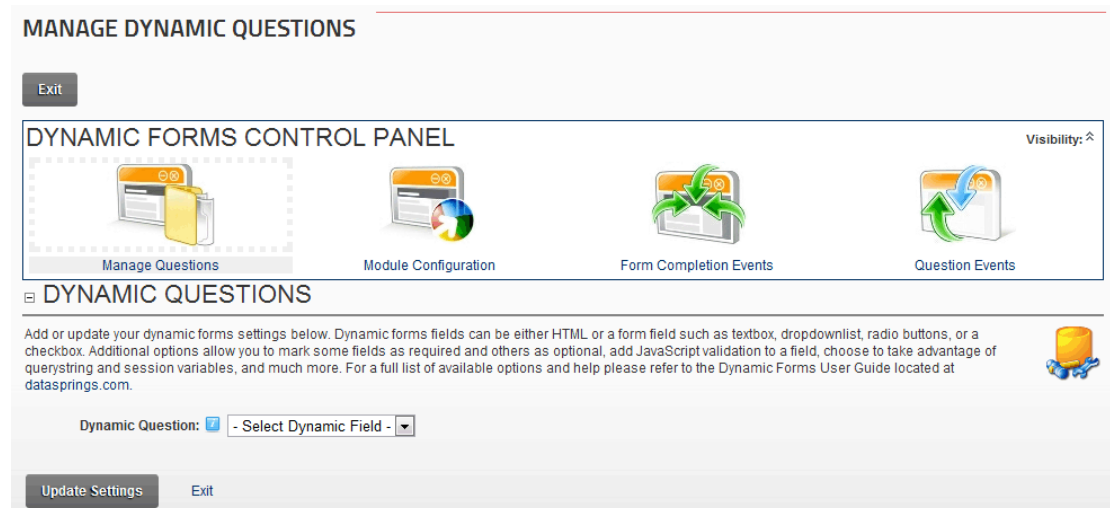 MANAGE DYNAMIC QUESTIONS
Exit
DYNAMIC FORMS CONTROL PANEL
Visibility:
Manage Questions
Module Configuration
Form Completion Events
Question Events
DYNAMIC QUESTIONS
Add or update your dynamic forms settings below. Dynamic forms fields can be either HTML or a form field such as textbox, dropdownlist, radio buttons, or a
checkbox. Additional options allow you to mark some fields as required and others as optional, add JavaScript validation to a field, choose to take advantage of
querystring and session variables, and much more. For a full list of available options and help please refer to the Dynamic Forms User Guide located at
datasprings.com.
Dynamic Question: - Select Dynamic Field -
Update Settings Exit